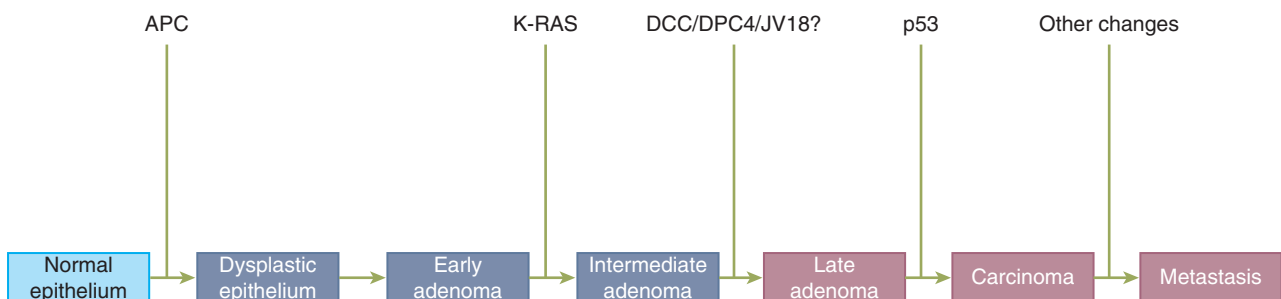 APC
K-RAS
DCC/DPC4/JV18?
p53
Other changes
Normal
epithelium
Dysplastic
epithelium
Early
adenoma
Intermediate
adenoma
Late
adenoma
Carcinoma
Metastasis